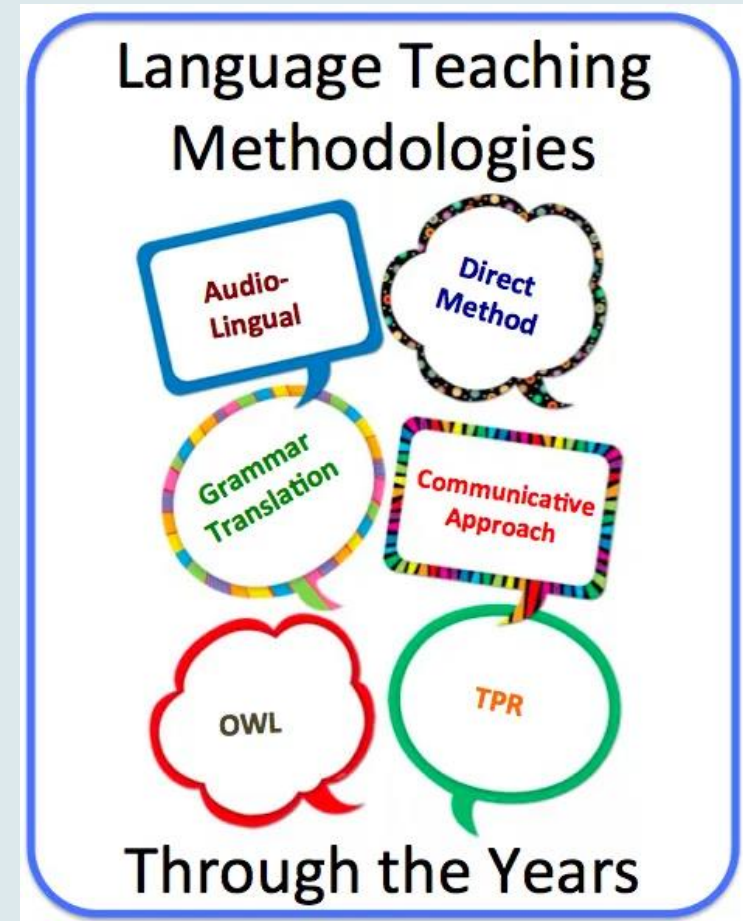 Language Teaching
Methodologies
Audio-
Lingual
Direct
Method
Grammar
Translation
Communicative
Approach
OWL
TPR
Through the Years